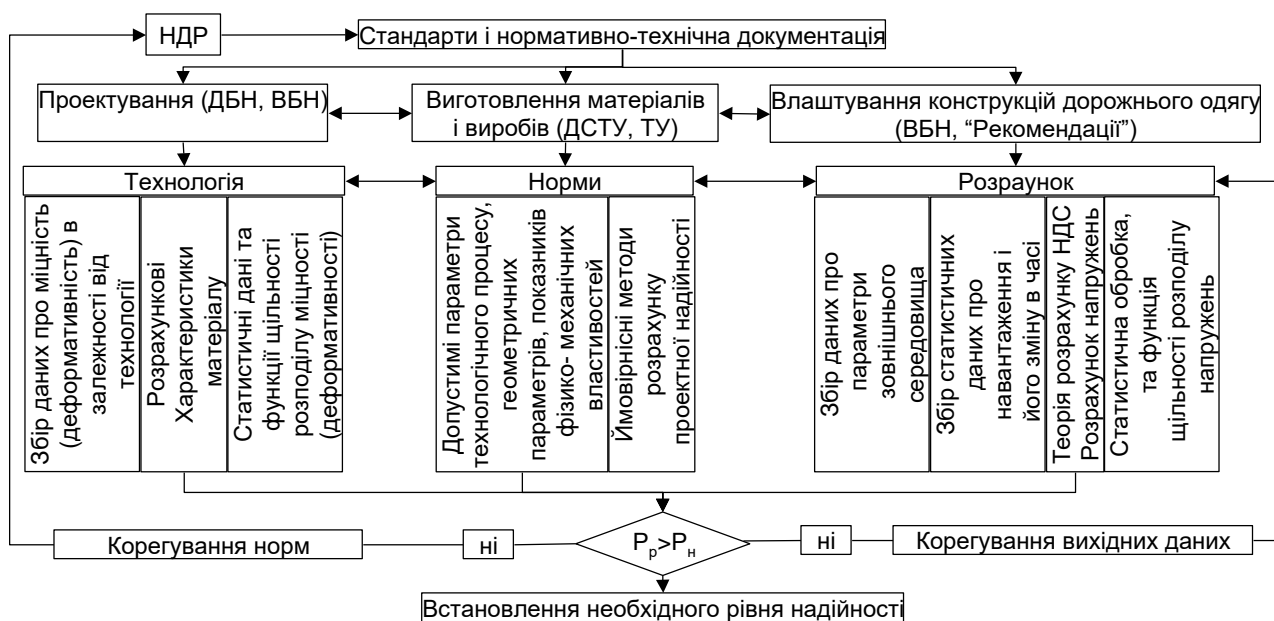 НДР
Стандарти і нормативно-технічна документація
Проектування (ДБН, ВБН)
Виготовлення матеріалів
і виробів (ДСТУ, ТУ)
Влаштування конструкцій дорожнього одягу
(ВБН, “Рекомендації”)
Технологія
Норми
Розраунок
Збір даних про міцність
(деформативність) в
залежності від
технології
Розрахункові
Характеристики
матеріалу
Статистичні дані та
функції щільності
розподілу міцності
(деформативності)
Допустимі параметри
технологічного процесу,
геометричних
параметрів, показників
фізико- механічних
властивостей
Ймовірнісні методи
розрахунку
проектної надійності
Збір даних про
параметри
зовнішнього
середовища
Збір статистичних
даних про
навантаження і
його зміну в часі
Теорія розрахунку НДС
Розрахунок напружень
Статистична обробка,
та функція
щільності розподілу
напружень
Корегування норм
ні
Рр>Рн
ні
Корегування вихідних даних
Встановлення необхідного рівня надійності